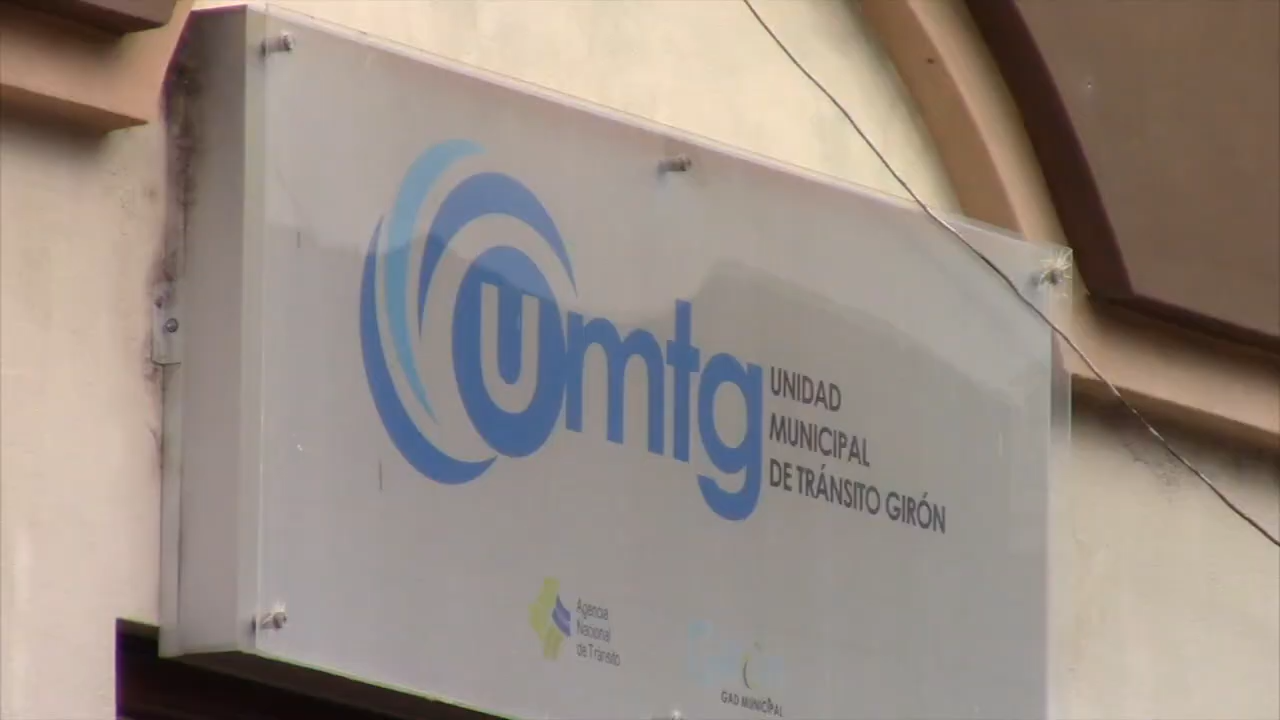 umtg
UNIDAD
MUNICIPAL
DE TRÁNSITO GIRÓN
Agencia
Nacional
de Tránsito
GAD MUNICIPAL